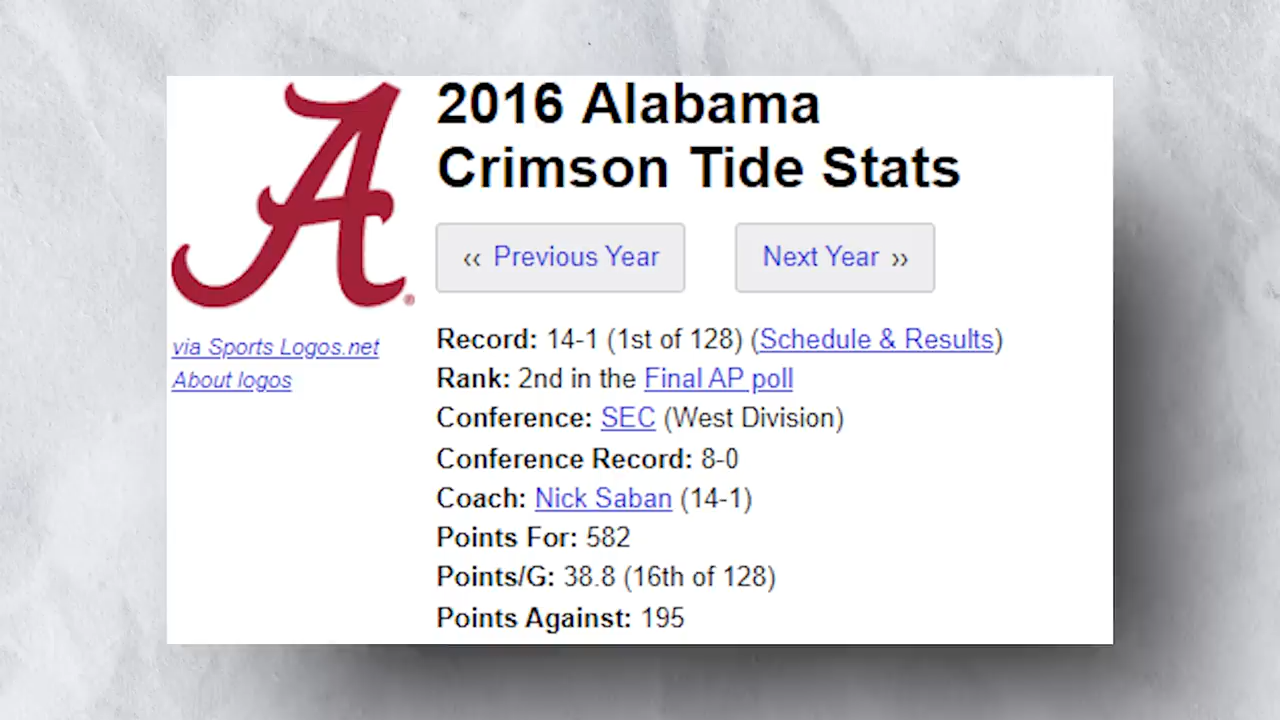 2016 Alabama
Crimson Tide Stats
‹‹ Previous Year
Next Year ››
via Sports Logos.net
About logos
Record: 14-1 (1st of 128) (Schedule & Results)
Rank: 2nd in the Final AP poll
Conference: SEC (West Division)
Conference Record: 8-0
Coach: Nick Saban (14-1)
Points For: 582
Points/G: 38.8 (16th of 128)
Points Against: 195